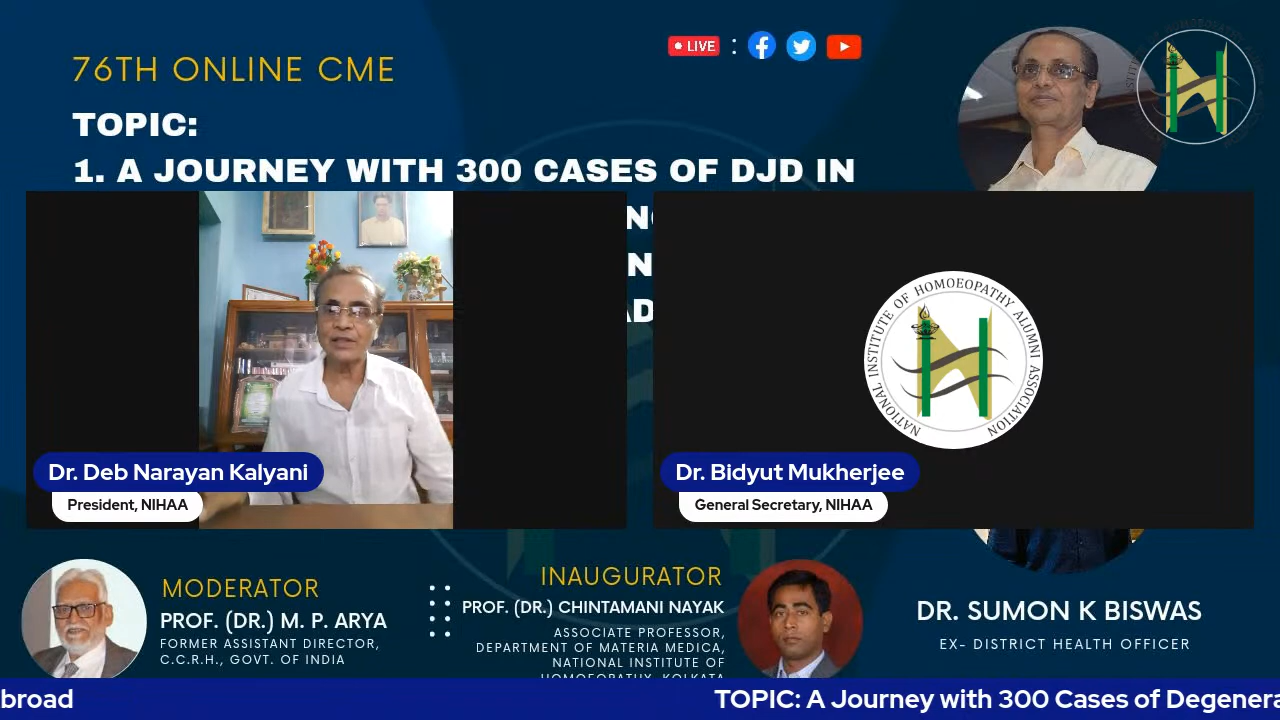 LIVE
76TH ONLINE CME
TOPIC:
1. A JOURNEY WITH 300 CASES OF DJD IN
NATIONAL INSTITUTE OF HOMOEOPATHY ALUMNI ASSOCIATION
Dr. Deb Narayan Kalyani
President, NIHAA
Dr. Bidyut Mukherjee
General Secretary, NIHAA
MODERATOR
PROF. (DR.) M. P. ARYA
FORMER ASSISTANT DIRECTOR,
C.C.R.H., GOVT. OF INDIA
INAUGURATOR
PROF. (DR.) CHINTAMANI NAYAK
ASSOCIATE PROFESSOR,
DEPARTMENT OF MATERIA MEDICA,
NATIONAL INSTITUTE OF
HOMOEOPATHY, KOLKATA
DR. SUMON K BISWAS
EX- DISTRICT HEALTH OFFICER
broad
TOPIC: A Journey with 300 Cases of Degenera